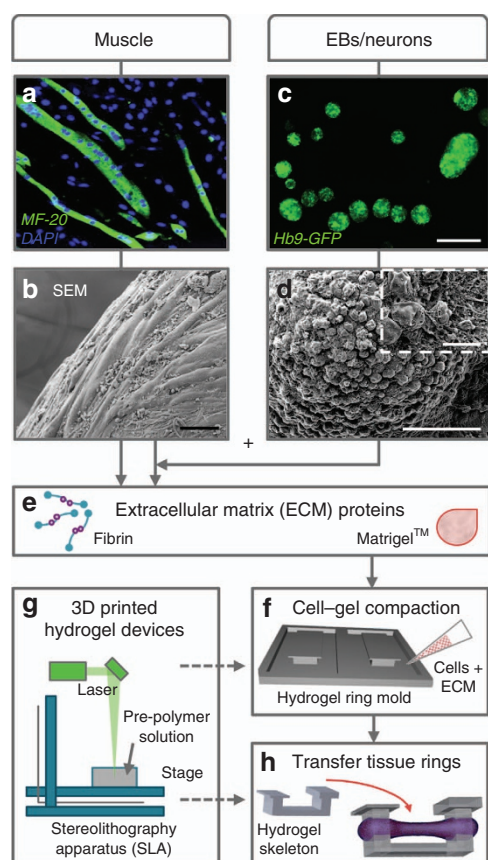 Muscle
EBs/neurons
a
MF-20
DAPI
c
Hb9-GFP
b SEM
d
+
e Extracellular matrix (ECM) proteins
Fibrin
Matrigel™
g 3D printed
hydrogel devices
Laser
Pre-polymer
solution
Stage
Stereolithography
apparatus (SLA)
f Cell–gel compaction
Cells +
ECM
Hydrogel ring mold
h Transfer tissue rings
Hydrogel
skeleton